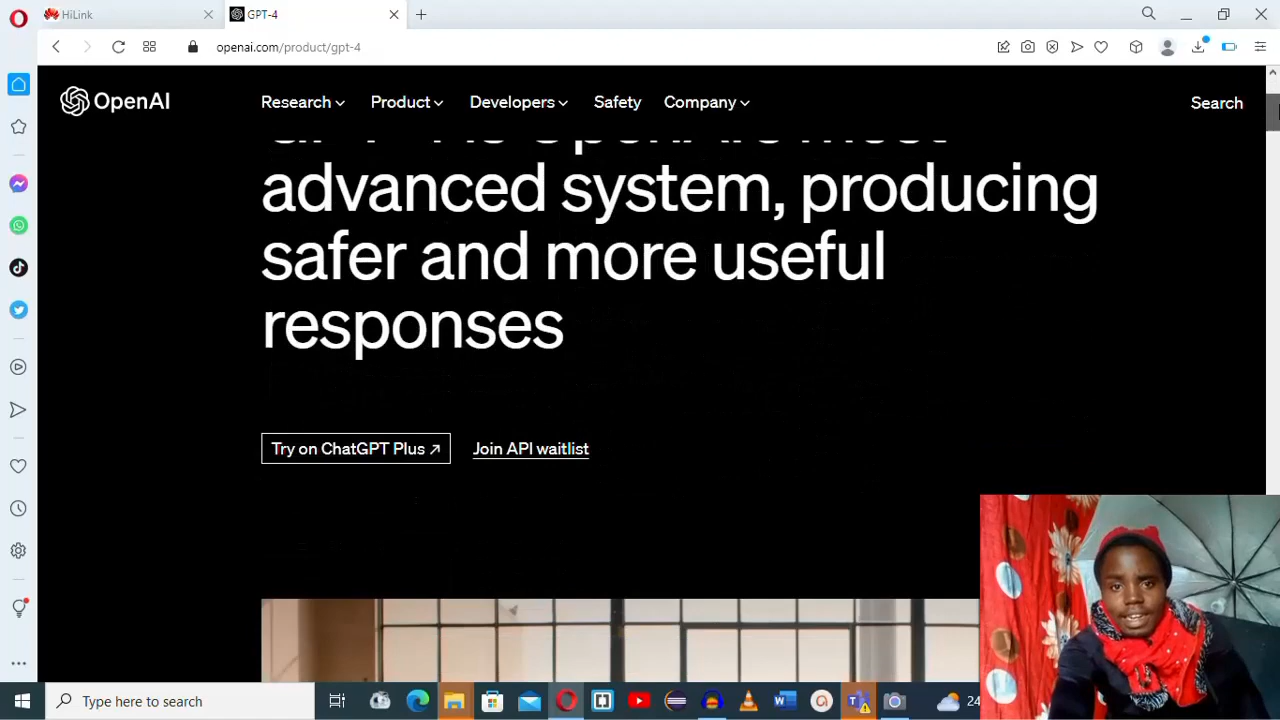 HiLink
GPT-4
openai.com/product/gpt-4
OpenAI
Research
Product
Developers
Safety
Company
Search
advanced system, producing
safer and more useful
responses
Try on ChatGPT Plus ↗
Join API waitlist
Type here to search
24